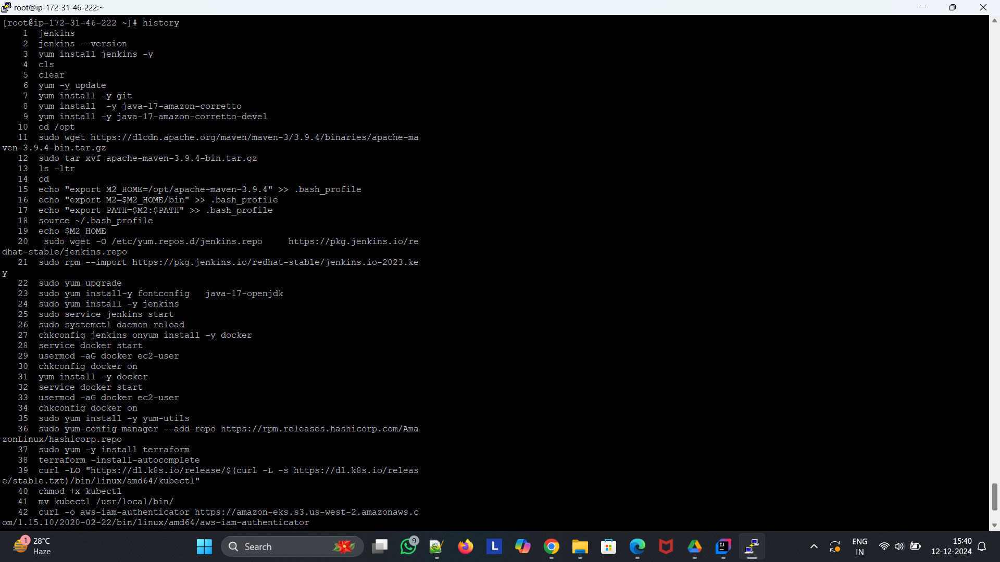 root@ip-172-31-46-222:~
[root@ip-172-31-46-222 ~]# history
    1  jenkins
    2  jenkins --version
    3  yum install jenkins -y
    4  cls
    5  clear
    6  yum -y update
    7  yum install -y git
    8  yum install  -y java-17-amazon-corretto
    9  yum install -y java-17-amazon-corretto-devel
   10  cd /opt
   11  sudo wget https://dlcdn.apache.org/maven/maven-3/3.9.4/binaries/apache-ma
ven-3.9.4-bin.tar.gz
   12  sudo tar xvf apache-maven-3.9.4-bin.tar.gz
   13  ls -ltr
   14  cd
   15  echo "export M2_HOME=/opt/apache-maven-3.9.4" >> .bash_profile
   16  echo "export M2=$M2_HOME/bin" >> .bash_profile
   17  echo "export PATH=$M2:$PATH" >> .bash_profile
   18  source ~/.bash_profile
   19  echo $M2_HOME
   20   sudo wget -O /etc/yum.repos.d/jenkins.repo     https://pkg.jenkins.io/re
dhat-stable/jenkins.repo
   21  sudo rpm --import https://pkg.jenkins.io/redhat-stable/jenkins.io-2023.ke
y
   22  sudo yum upgrade
   23  sudo yum install-y fontconfig   java-17-openjdk
   24  sudo yum install -y jenkins
   25  sudo service jenkins start
   26  sudo systemctl daemon-reload
   27  chkconfig jenkins onyum install -y docker
   28  service docker start
   29  usermod -aG docker ec2-user
   30  chkconfig docker on
   31  yum install -y docker
   32  service docker start
   33  usermod -aG docker ec2-user
   34  chkconfig docker on
   35  sudo yum install -y yum-utils
   36  sudo yum-config-manager --add-repo https://rpm.releases.hashicorp.com/Ama
zonLinux/hashicorp.repo
   37  sudo yum -y install terraform
   38  terraform -install-autocomplete
   39  curl -LO "https://dl.k8s.io/release/$(curl -L -s https://dl.k8s.io/releas
e/stable.txt)/bin/linux/amd64/kubectl"
   40  chmod +x kubectl
   41  mv kubectl /usr/local/bin/
   42  curl -o aws-iam-authenticator https://amazon-eks.s3.us-west-2.amazonaws.c
om/1.15.10/2020-02-22/bin/linux/amd64/aws-iam-authenticator
1
28°C
Haze
Search
9
L
IJ
ENG
IN
15:40
12-12-2024